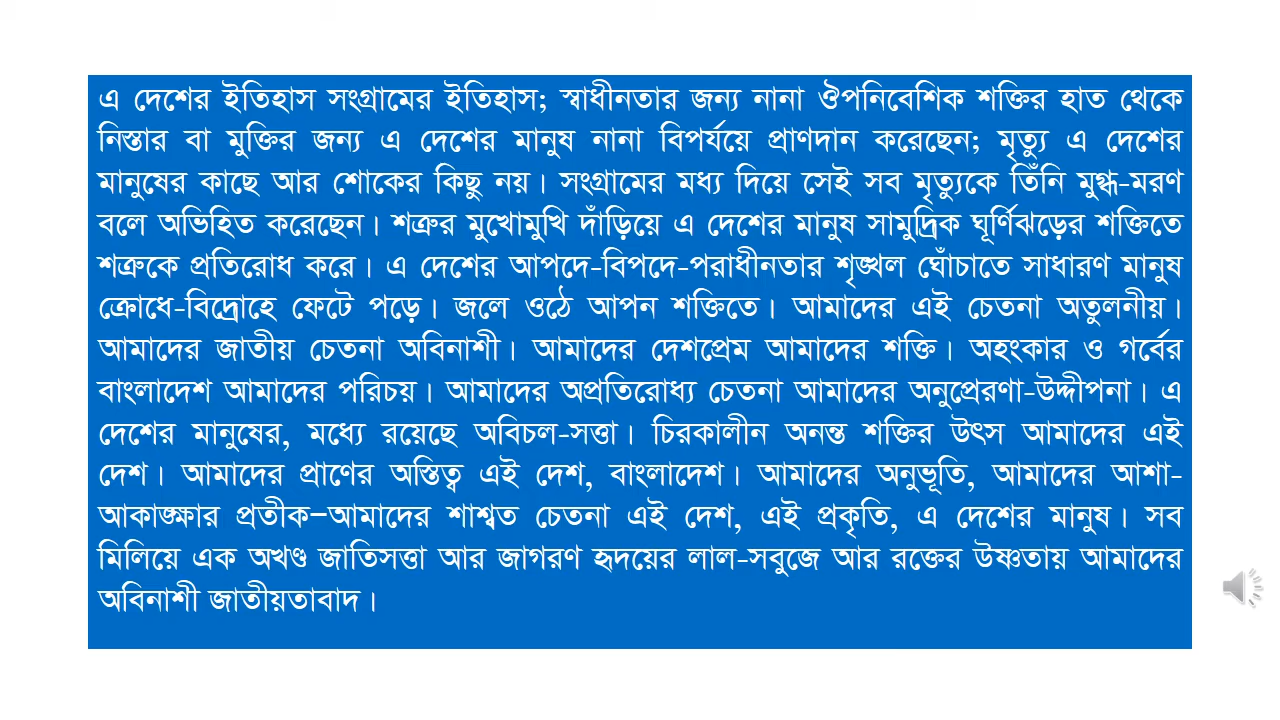 এ দেশের ইতিহাস সংগ্রামের ইতিহাস; স্বাধীনতার জন্য নানা ঔপনিবেশিক শক্তির হাত থেকে
নিস্তার বা মুক্তির জন্য এ দেশের মানুষ নানা বিপর্যয়ে প্রাণদান করেছেন; মৃত্যু এ দেশের
মানুষের কাছে আর শোকের কিছু নয়। সংগ্রামের মধ্য দিয়ে সেই সব মৃত্যুকে তিঁনি মুগ্ধ-মরণ
বলে অভিহিত করেছেন। শত্রুর মুখোমুখি দাঁড়িয়ে এ দেশের মানুষ সামুদ্রিক ঘূর্ণিঝড়ের শক্তিতে
শত্রুকে প্রতিরোধ করে। এ দেশের আপদে-বিপদে-পরাধীনতার শৃঙ্খল ঘোঁচাতে সাধারণ মানুষ
ক্রোধে-বিদ্রোহে ফেটে পড়ে। জলে ওঠে আপন শক্তিতে। আমাদের এই চেতনা অতুলনীয়।
আমাদের জাতীয় চেতনা অবিনাশী। আমাদের দেশপ্রেম আমাদের শক্তি। অহংকার ও গর্বের
বাংলাদেশ আমাদের পরিচয়। আমাদের অপ্রতিরোধ্য চেতনা আমাদের অনুপ্রেরণা-উদ্দীপনা। এ
দেশের মানুষের, মধ্যে রয়েছে অবিচল-সত্তা। চিরকালীন অনন্ত শক্তির উৎস আমাদের এই
দেশ। আমাদের প্রাণের অস্তিত্ব এই দেশ, বাংলাদেশ। আমাদের অনুভূতি, আমাদের আশা-
আকাঙ্ক্ষার প্রতীক–আমাদের শাশ্বত চেতনা এই দেশ, এই প্রকৃতি, এ দেশের মানুষ। সব
মিলিয়ে এক অখণ্ড জাতিসত্তা আর জাগরণ হৃদয়ের লাল-সবুজে আর রক্তের উষ্ণতায় আমাদের
অবিনাশী জাতীয়তাবাদ।